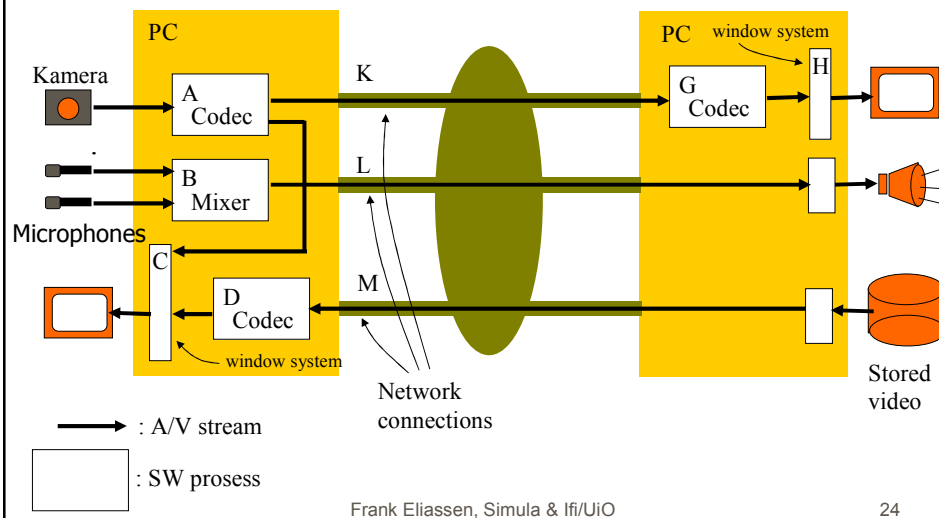 PC
Kamera
A
Codec
B
Mixer
Microphones
C
D
Codec
window system
K
L
M
Network
connections
PC
window system
G
Codec
H
Stored
video
: A/V stream
: SW prosess
Frank Eliassen, Simula & Ifi/UiO
24